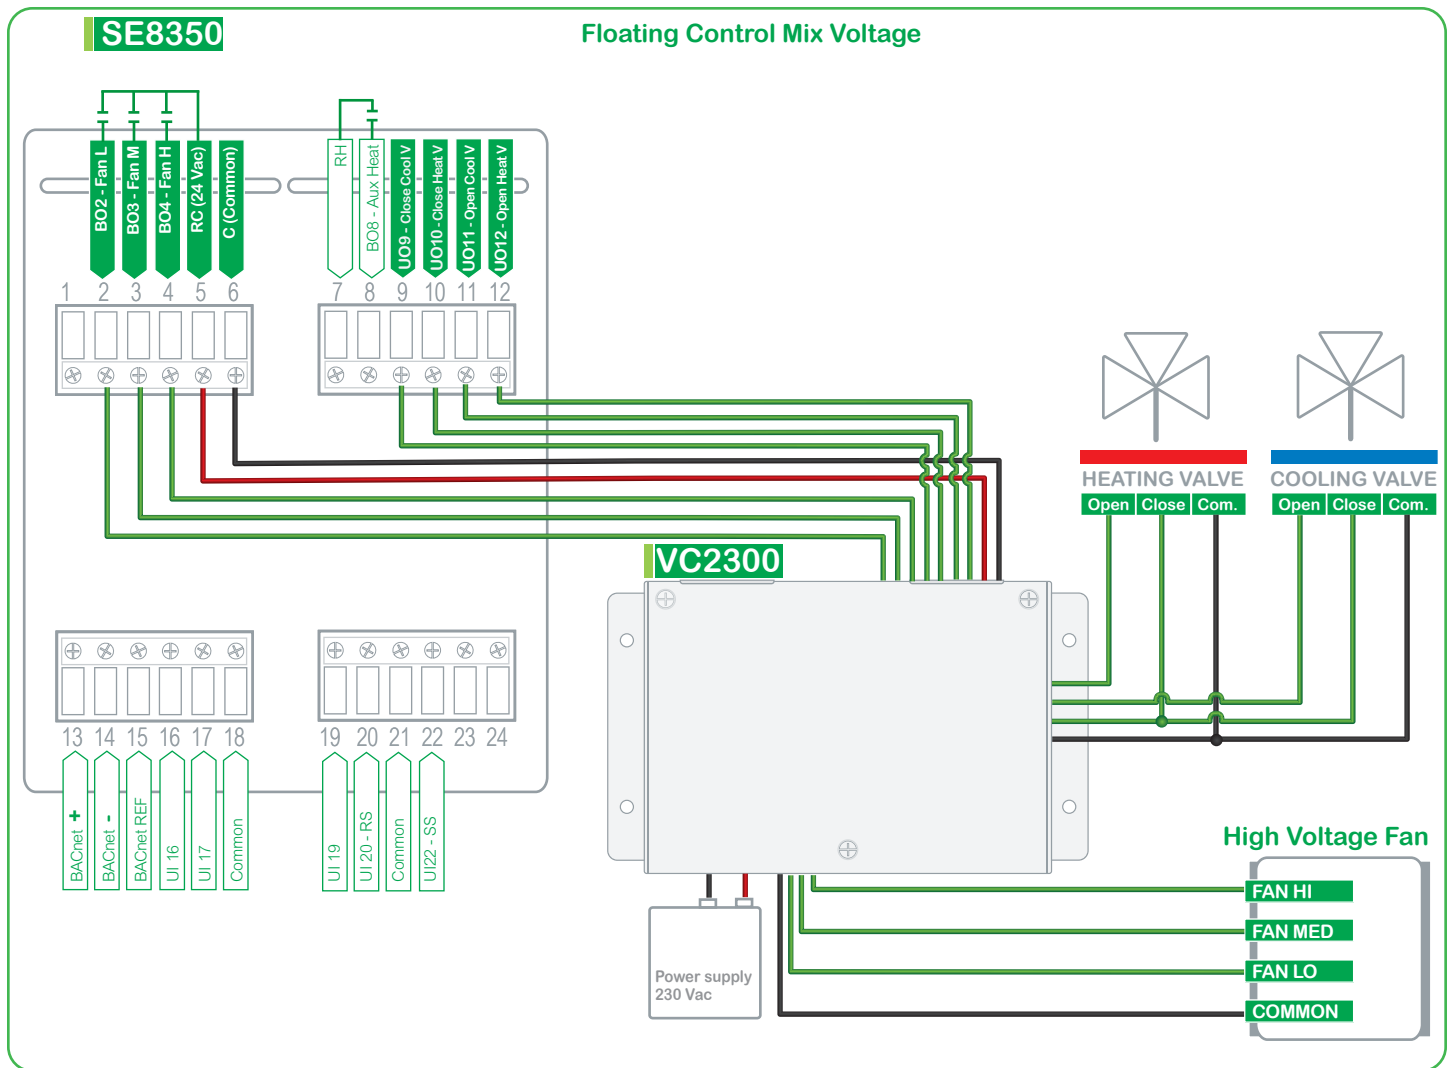 SE8350
Floating Control Mix Voltage
BO2 - Fan L
BO3 - Fan M
BO4 - Fan H
RC (24 Vac)
C (Common)
RH
BO8 - Aux Heat
UO9 - Close Cool V
UO10 - Close Heat V
UO11 - Open Cool V
UO12 - Open Heat V
1 2 3 4 5 6
7 8 9 10 11 12
HEATING VALVE
Open Close Com.
COOLING VALVE
Open Close Com.
VC2300
13 14 15 16 17 18
19 20 21 22 23 24
BACnet +
BACnet -
BACnet REF
UI 16
UI 17
Common
UI 19
UI 20 - RS
Common
UI22 - SS
High Voltage Fan
FAN HI
FAN MED
FAN LO
COMMON
Power supply
230 Vac